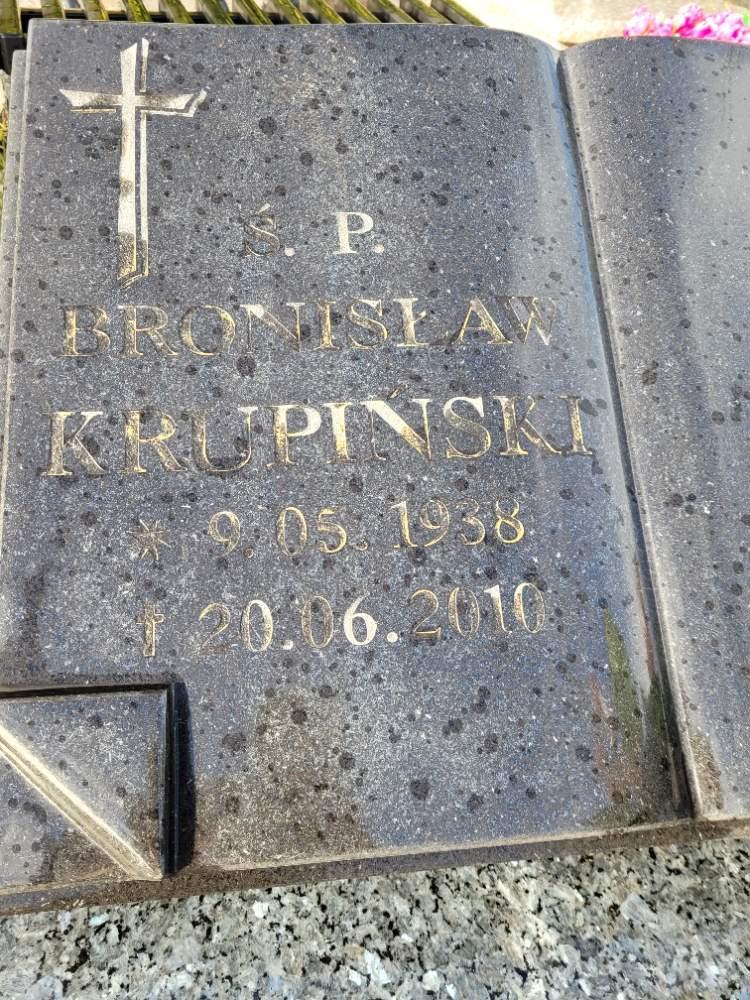 Ś. P.
BRONISŁAW
KRUPIŃSKI
* 9. 05. 1938
† 20.06.2010